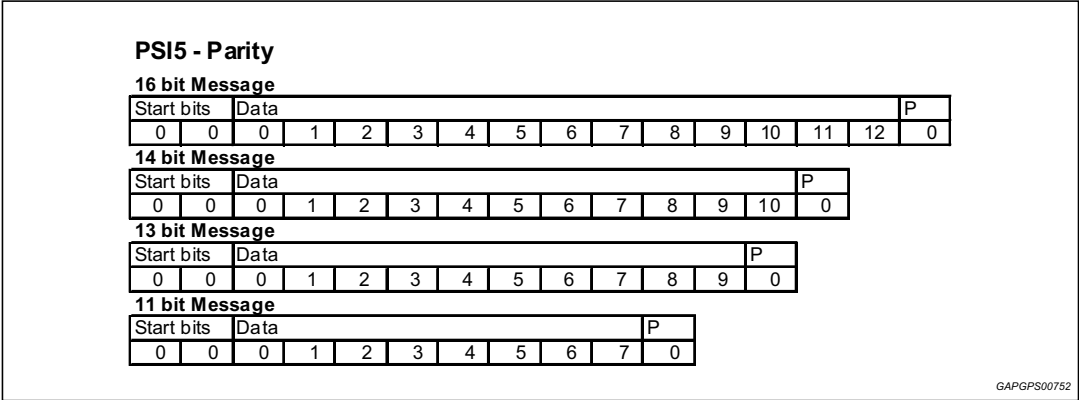 PSI5 - Parity
16 bit Message
Start bits Data P
0 0 0 1 2 3 4 5 6 7 8 9 10 11 12 0
14 bit Message
Start bits Data P
0 0 0 1 2 3 4 5 6 7 8 9 10 0
13 bit Message
Start bits Data P
0 0 0 1 2 3 4 5 6 7 8 9 0
11 bit Message
Start bits Data P
0 0 0 1 2 3 4 5 6 7 0
GAPGPS00752